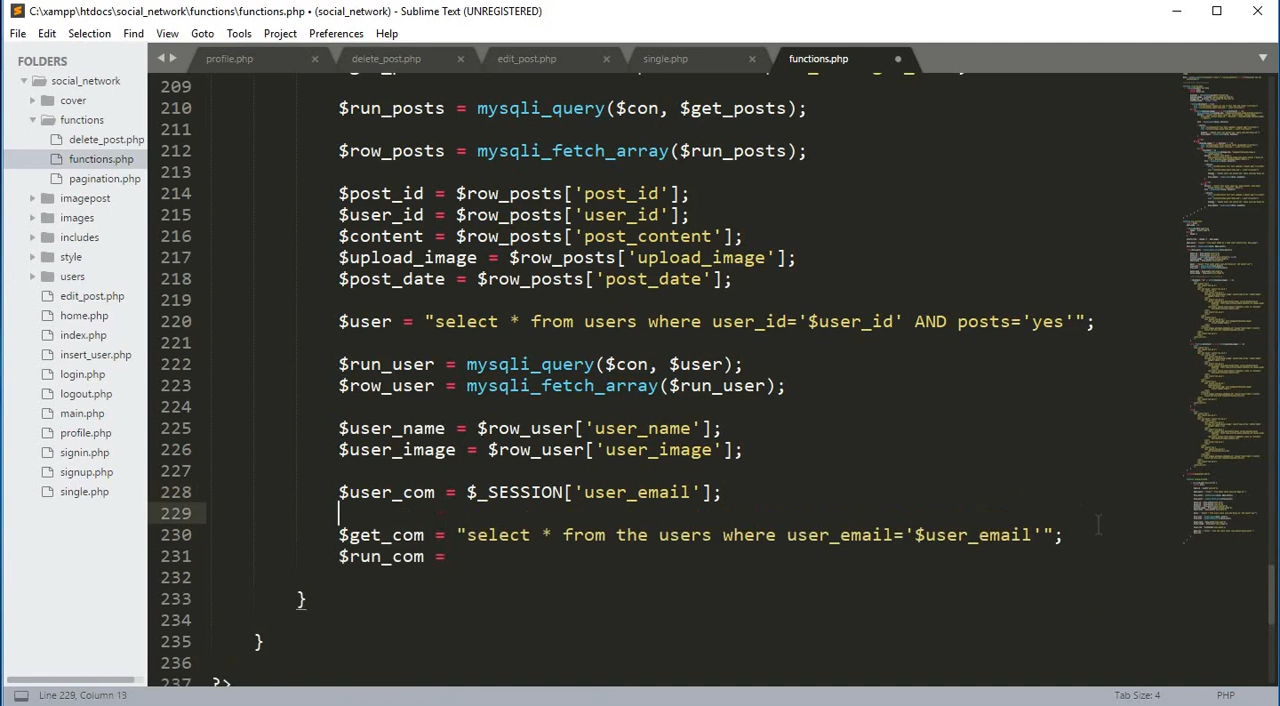 C:\xampp\htdocs\social_network\functions\functions.php • (social_network) - Sublime Text (UNREGISTERED)
File Edit Selection Find View Goto Tools Project Preferences Help
FOLDERS
social_network
cover
functions
delete_post.php
functions.php
pagination.php
imagepost
images
includes
style
users
edit_post.php
home.php
index.php
insert_user.php
login.php
logout.php
main.php
profile.php
signin.php
signup.php
single.php
profile.php delete_post.php edit_post.php single.php functions.php
209
210 $run_posts = mysqli_query($con, $get_posts);
211
212 $row_posts = mysqli_fetch_array($run_posts);
213
214 $post_id = $row_posts['post_id'];
215 $user_id = $row_posts['user_id'];
216 $content = $row_posts['post_content'];
217 $upload_image = $row_posts['upload_image'];
218 $post_date = $row_posts['post_date'];
219
220 $user = "select * from users where user_id='$user_id' AND posts='yes'";
221
222 $run_user = mysqli_query($con, $user);
223 $row_user = mysqli_fetch_array($run_user);
224
225 $user_name = $row_user['user_name'];
226 $user_image = $row_user['user_image'];
227
228 $user_com = $_SESSION['user_email'];
229
230 $get_com = "select * from the users where user_email='$user_email'";
231 $run_com =
232
233 }
234
235 }
236
237 ?>
Line 229, Column 13 Tab Size: 4 PHP